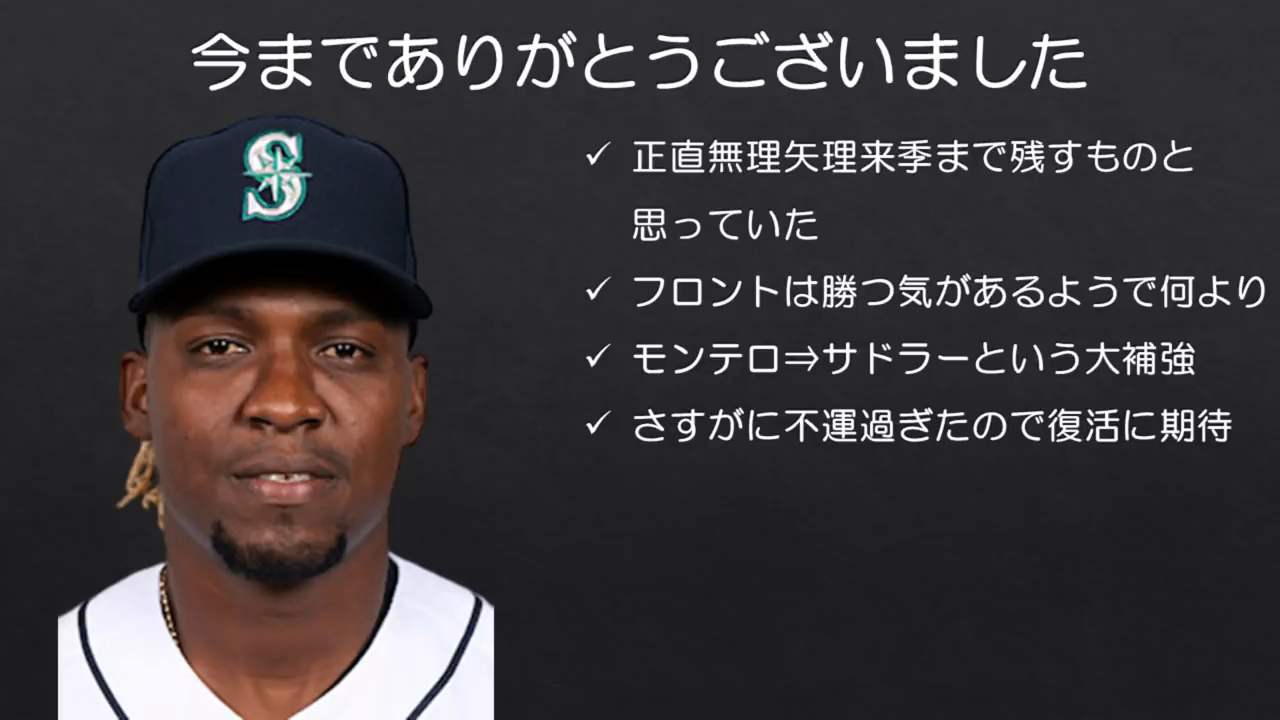 今までありがとうございました
S
✓ 正直無理矢理来季まで残すものと
思っていた
✓ フロントは勝つ気があるようで何より
✓ モンテロ⇒サドラーという大補強
✓ さすがに不運過ぎたので復活に期待